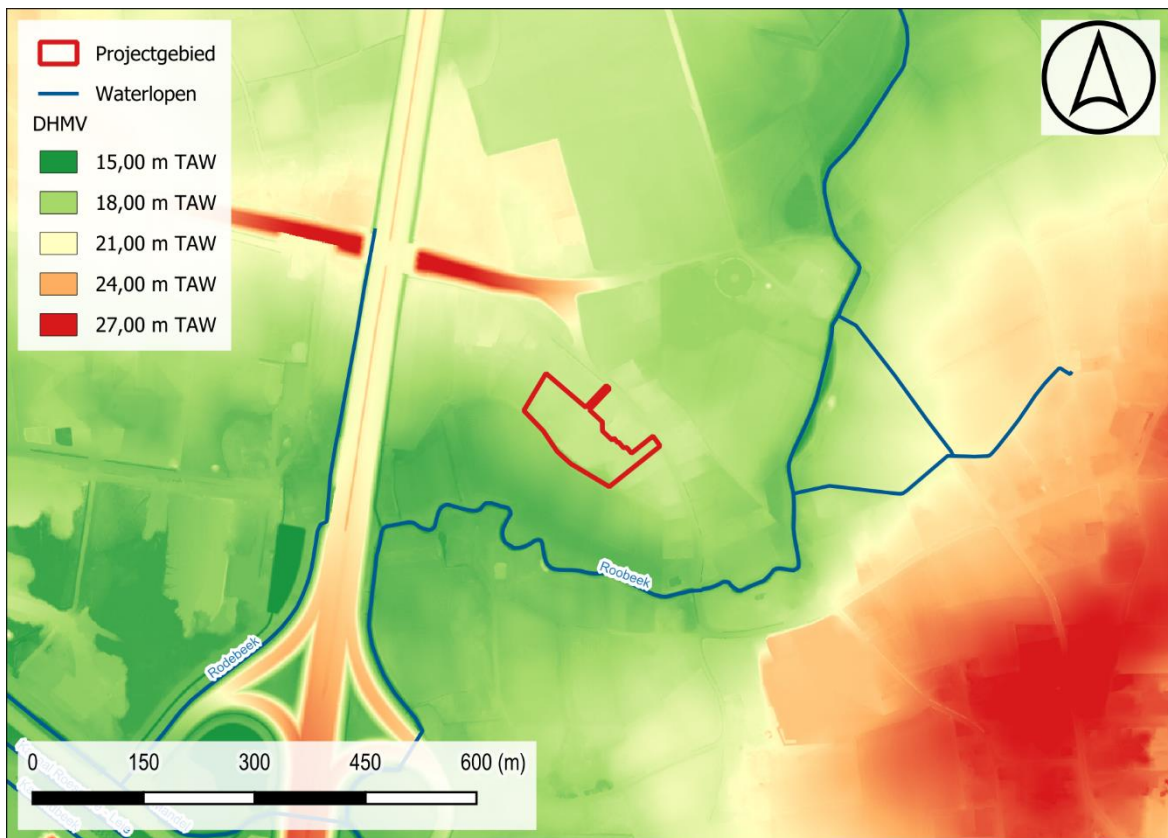 Projectgebied
Waterlopen
DHMV
15,00 m TAW
18,00 m TAW
21,00 m TAW
24,00 m TAW
27,00 m TAW
Roobeek
Rodebeek
0 150 300 450 600 (m)